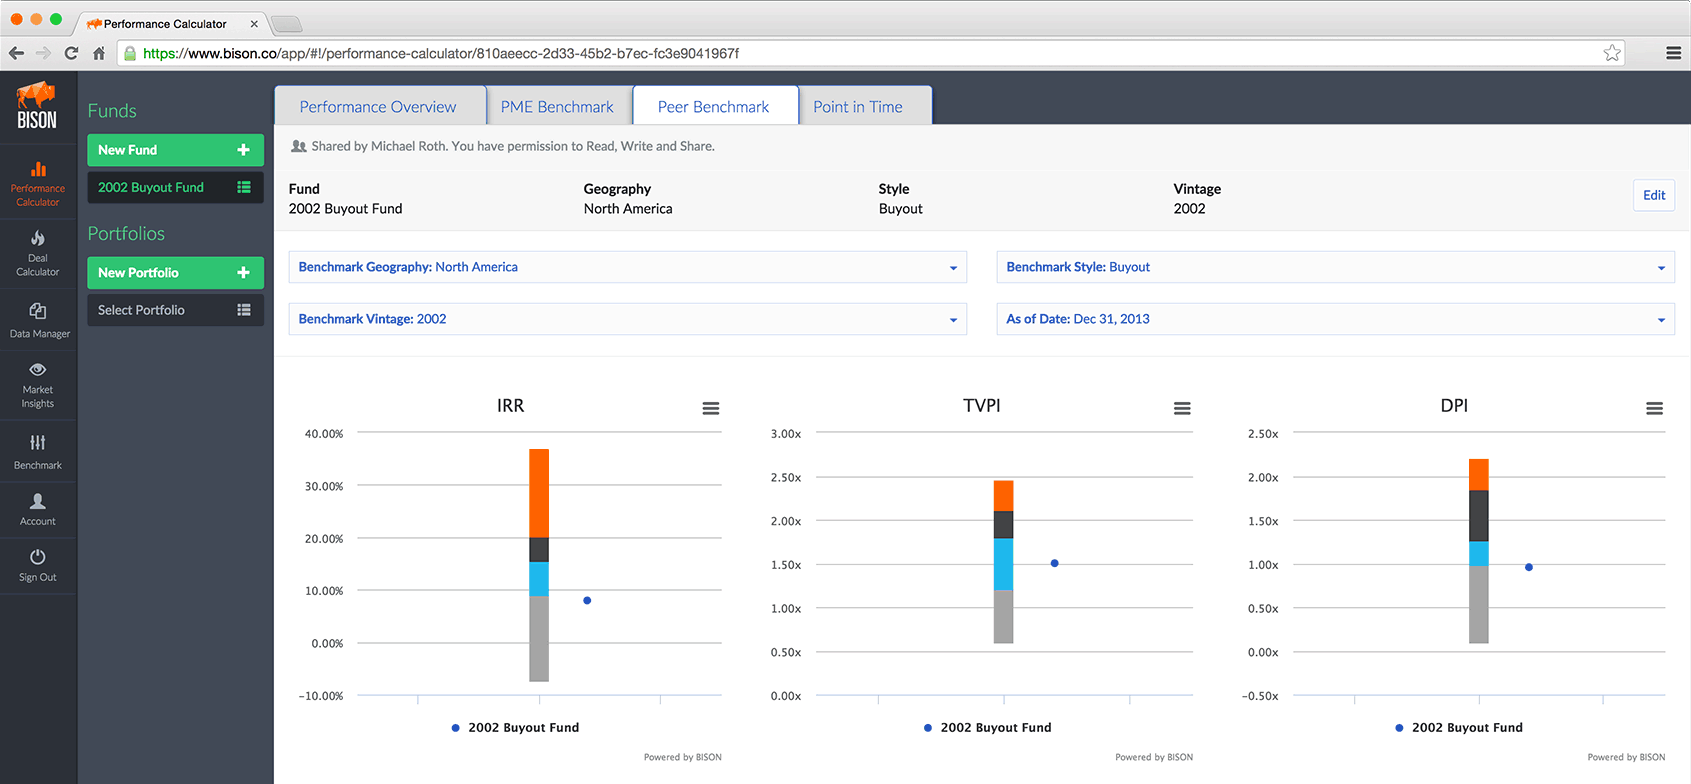 Performance Calculator
https://www.bison.co/app/#!/performance-calculator/810aeecc-2d33-45b2-b7ec-fc3e9041967f
BISON
Performance
Calculator
Deal
Calculator
Data Manager
Market
Insights
Benchmark
Account
Sign Out
Funds
New Fund
2002 Buyout Fund
Portfolios
New Portfolio
Select Portfolio
Performance Overview
PME Benchmark
Peer Benchmark
Point in Time
Shared by Michael Roth. You have permission to Read, Write and Share.
Fund
2002 Buyout Fund
Geography
North America
Style
Buyout
Vintage
2002
Edit
Benchmark Geography: North America
Benchmark Style: Buyout
Benchmark Vintage: 2002
As of Date: Dec 31, 2013
IRR
40.00%
30.00%
20.00%
10.00%
0.00%
−10.00%
2002 Buyout Fund
Powered by BISON
TVPI
3.00x
2.50x
2.00x
1.50x
1.00x
0.50x
0.00x
2002 Buyout Fund
Powered by BISON
DPI
2.50x
2.00x
1.50x
1.00x
0.50x
0.00x
−0.50x
2002 Buyout Fund
Powered by BISON